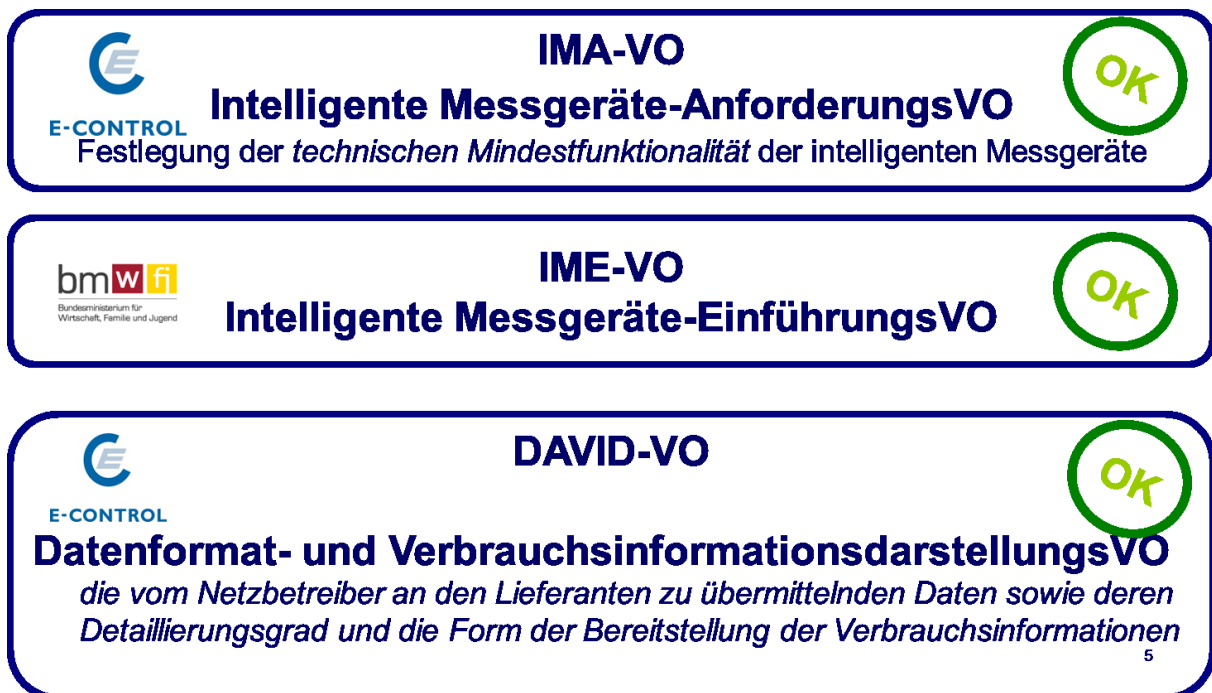 IMA-VO
OK
E-CONTROL
Intelligente Messgeräte-AnforderungsVO
Festlegung der technischen Mindestfunktionalität der intelligenten Messgeräte
bmwfi
Bundesministerium für
Wirtschaft, Familie und Jugend
IME-VO
OK
Intelligente Messgeräte-EinführungsVO
E-CONTROL
DAVID-VO
OK
Datenformat- und VerbrauchsinformationsdarstellungsVO
die vom Netzbetreiber an den Lieferanten zu übermittelnden Daten sowie deren
Detaillierungsgrad und die Form der Bereitstellung der Verbrauchsinformationen
5